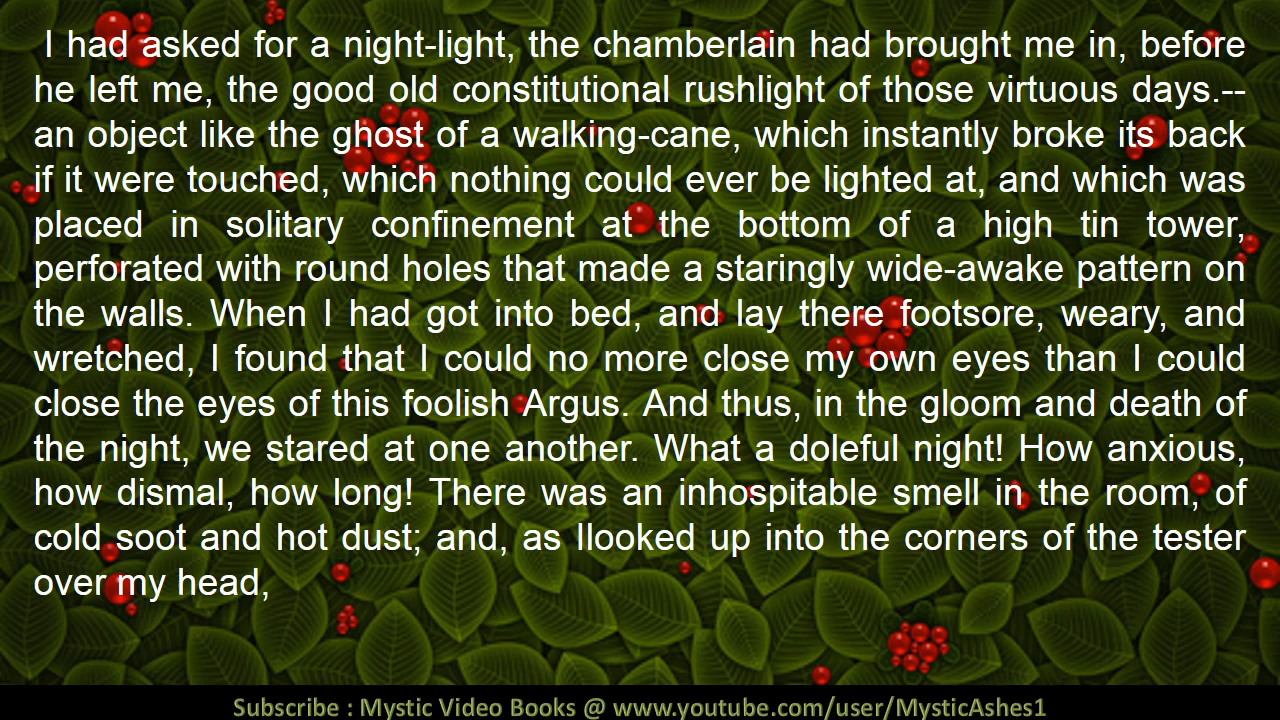 I had asked for a night-light, the chamberlain had brought me in, before
he left me, the good old constitutional rushlight of those virtuous days.--
an object like the ghost of a walking-cane, which instantly broke its back
if it were touched, which nothing could ever be lighted at, and which was
placed in solitary confinement at the bottom of a high tin tower,
perforated with round holes that made a staringly wide-awake pattern on
the walls. When I had got into bed, and lay there footsore, weary, and
wretched, I found that I could no more close my own eyes than I could
close the eyes of this foolish Argus. And thus, in the gloom and death of
the night, we stared at one another. What a doleful night! How anxious,
how dismal, how long! There was an inhospitable smell in the room, of
cold soot and hot dust; and, as Ilooked up into the corners of the tester
over my head,
Subscribe : Mystic Video Books @ www.youtube.com/user/MysticAshes1